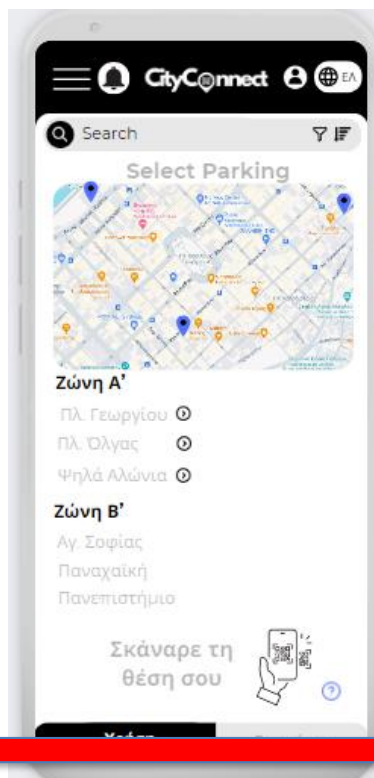 CityConnect
ΕΛ
Search
Select Parking
Ζώνη Α’
Πλ. Γεωργίου
Πλ. Όλγας
Ψηλά Αλώνια
Ζώνη Β’
Αγ. Σοφίας
Παναχαϊκή
Πανεπιστήμιο
Σκάναρε τη
θέση σου
?